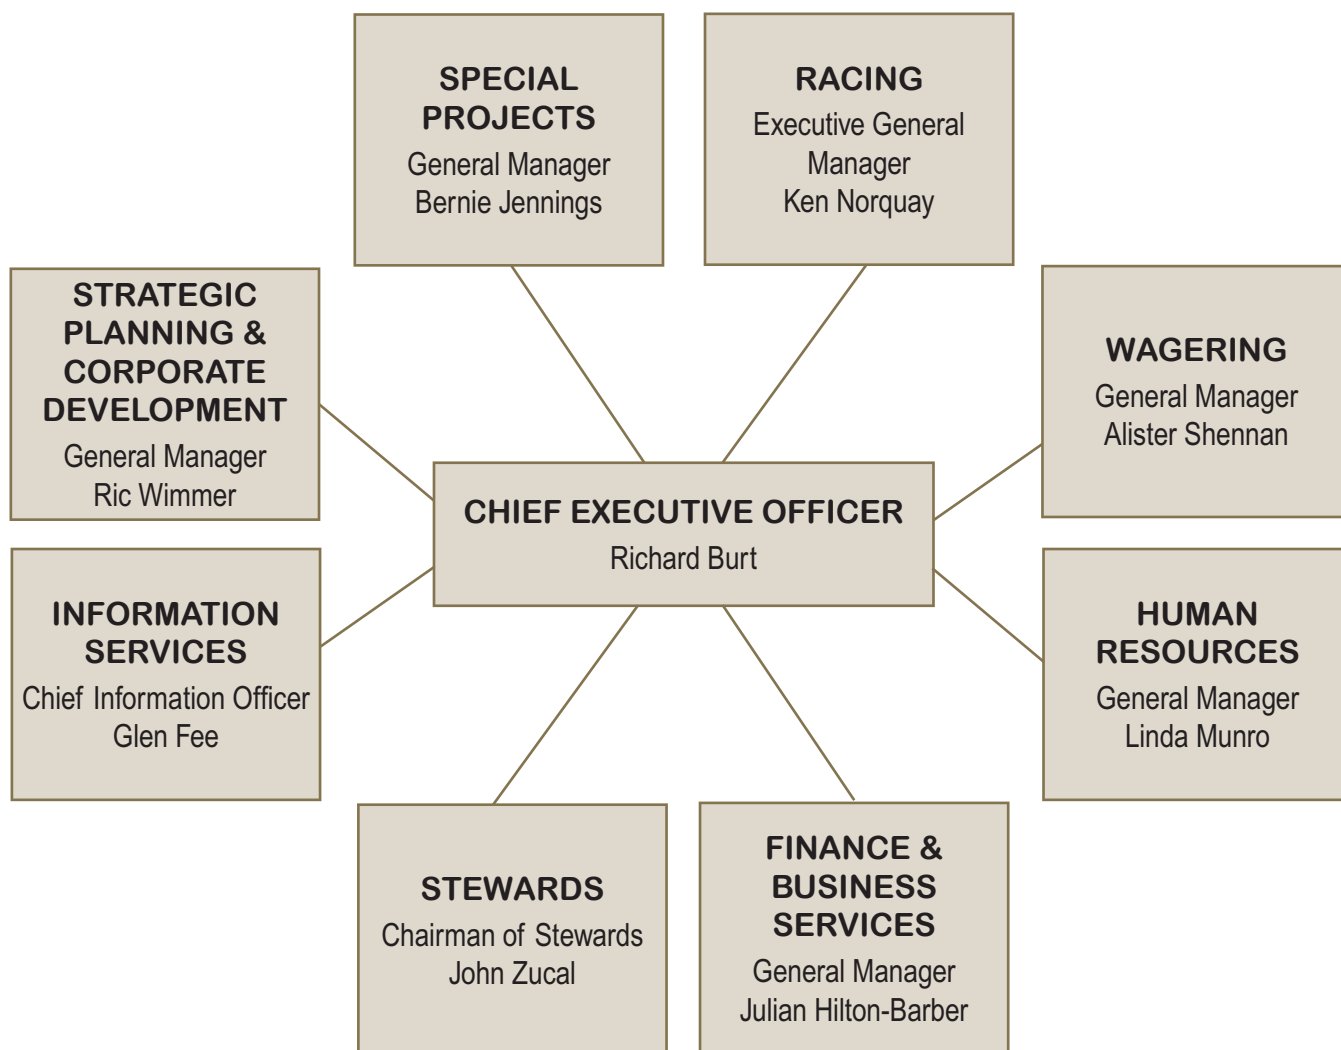 SPECIAL
PROJECTS
General Manager
Bernie Jennings
RACING
Executive General
Manager
Ken Norquay
STRATEGIC
PLANNING &
CORPORATE
DEVELOPMENT
General Manager
Ric Wimmer
WAGERING
General Manager
Alister Shennan
CHIEF EXECUTIVE OFFICER
Richard Burt
INFORMATION
SERVICES
Chief Information Officer
Glen Fee
HUMAN
RESOURCES
General Manager
Linda Munro
STEWARDS
Chairman of Stewards
John Zucal
FINANCE &
BUSINESS
SERVICES
General Manager
Julian Hilton-Barber